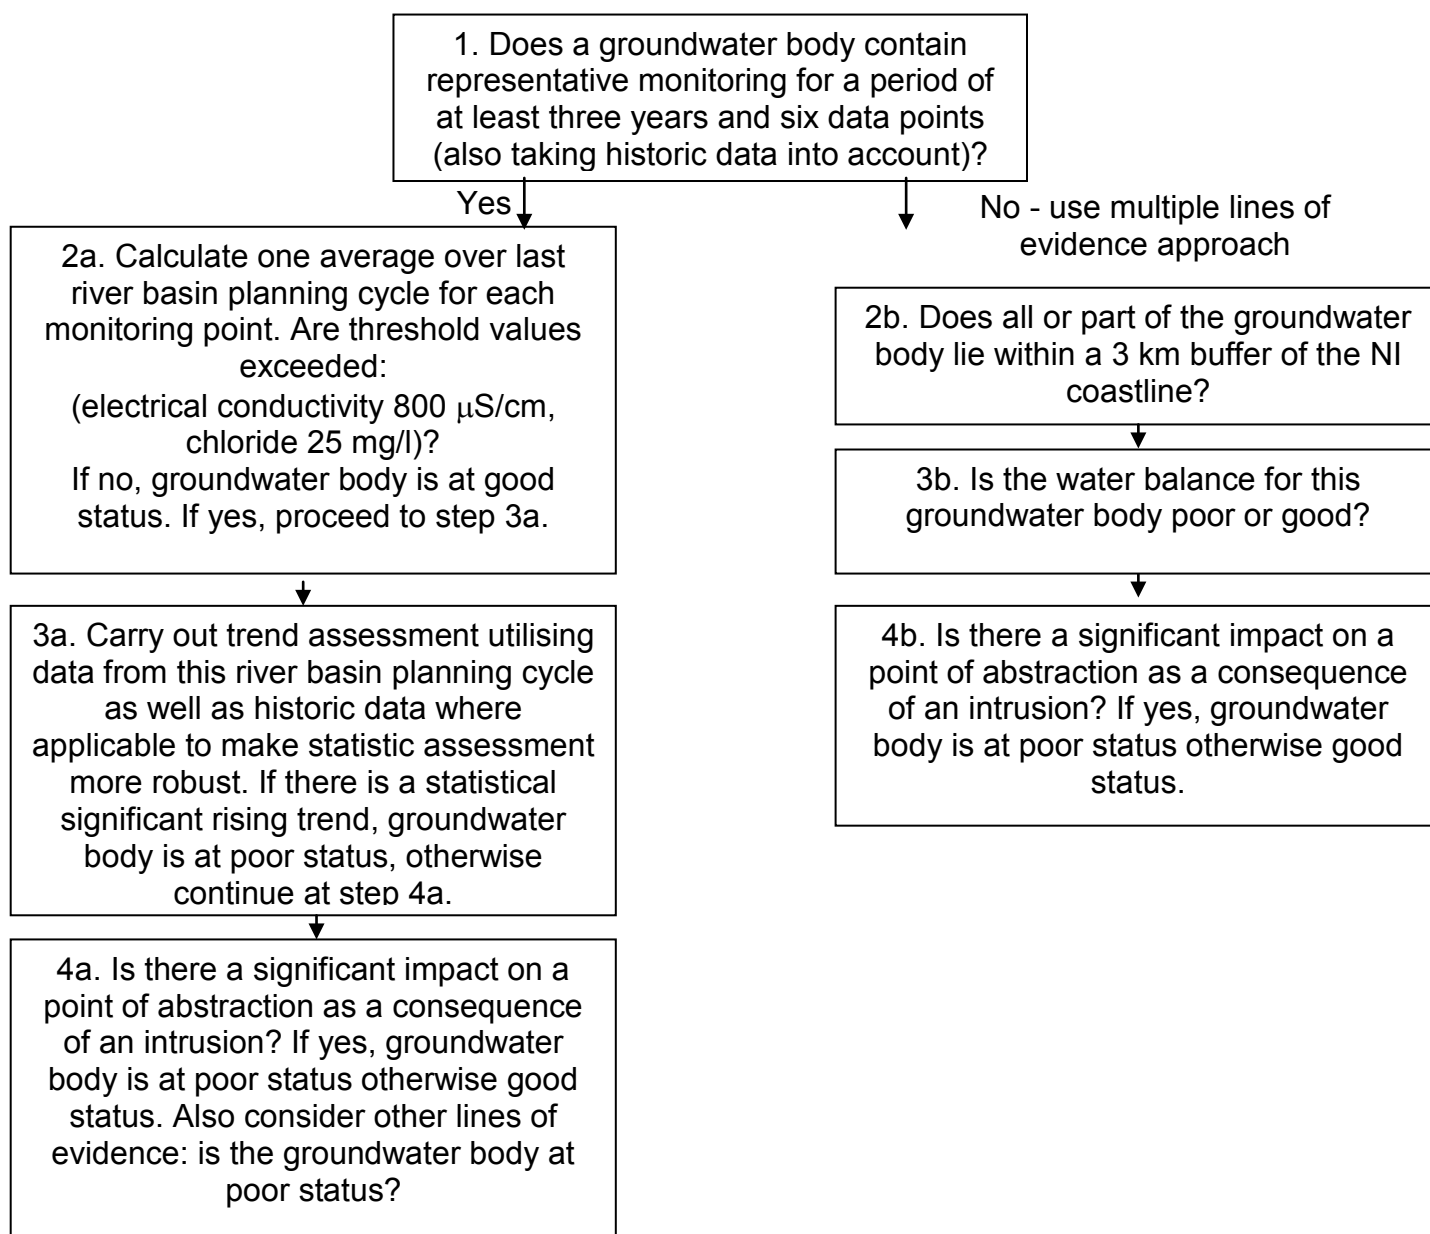 1. Does a groundwater body contain
representative monitoring for a period of
at least three years and six data points
(also taking historic data into account)?
Yes
No - use multiple lines of
evidence approach
2a. Calculate one average over last
river basin planning cycle for each
monitoring point. Are threshold values
exceeded:
(electrical conductivity 800 μS/cm,
chloride 25 mg/l)?
If no, groundwater body is at good
status. If yes, proceed to step 3a.
3a. Carry out trend assessment utilising
data from this river basin planning cycle
as well as historic data where
applicable to make statistic assessment
more robust. If there is a statistical
significant rising trend, groundwater
body is at poor status, otherwise
continue at step 4a.
4a. Is there a significant impact on a
point of abstraction as a consequence
of an intrusion? If yes, groundwater
body is at poor status otherwise good
status. Also consider other lines of
evidence: is the groundwater body at
poor status?
2b. Does all or part of the groundwater
body lie within a 3 km buffer of the NI
coastline?
3b. Is the water balance for this
groundwater body poor or good?
4b. Is there a significant impact on a
point of abstraction as a consequence
of an intrusion? If yes, groundwater
body is at poor status otherwise good
status.